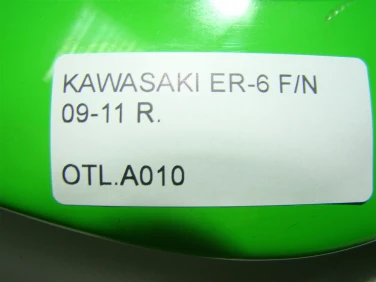 KAWASAKI ER-6 F/N
09-11 R.
OTL.A010